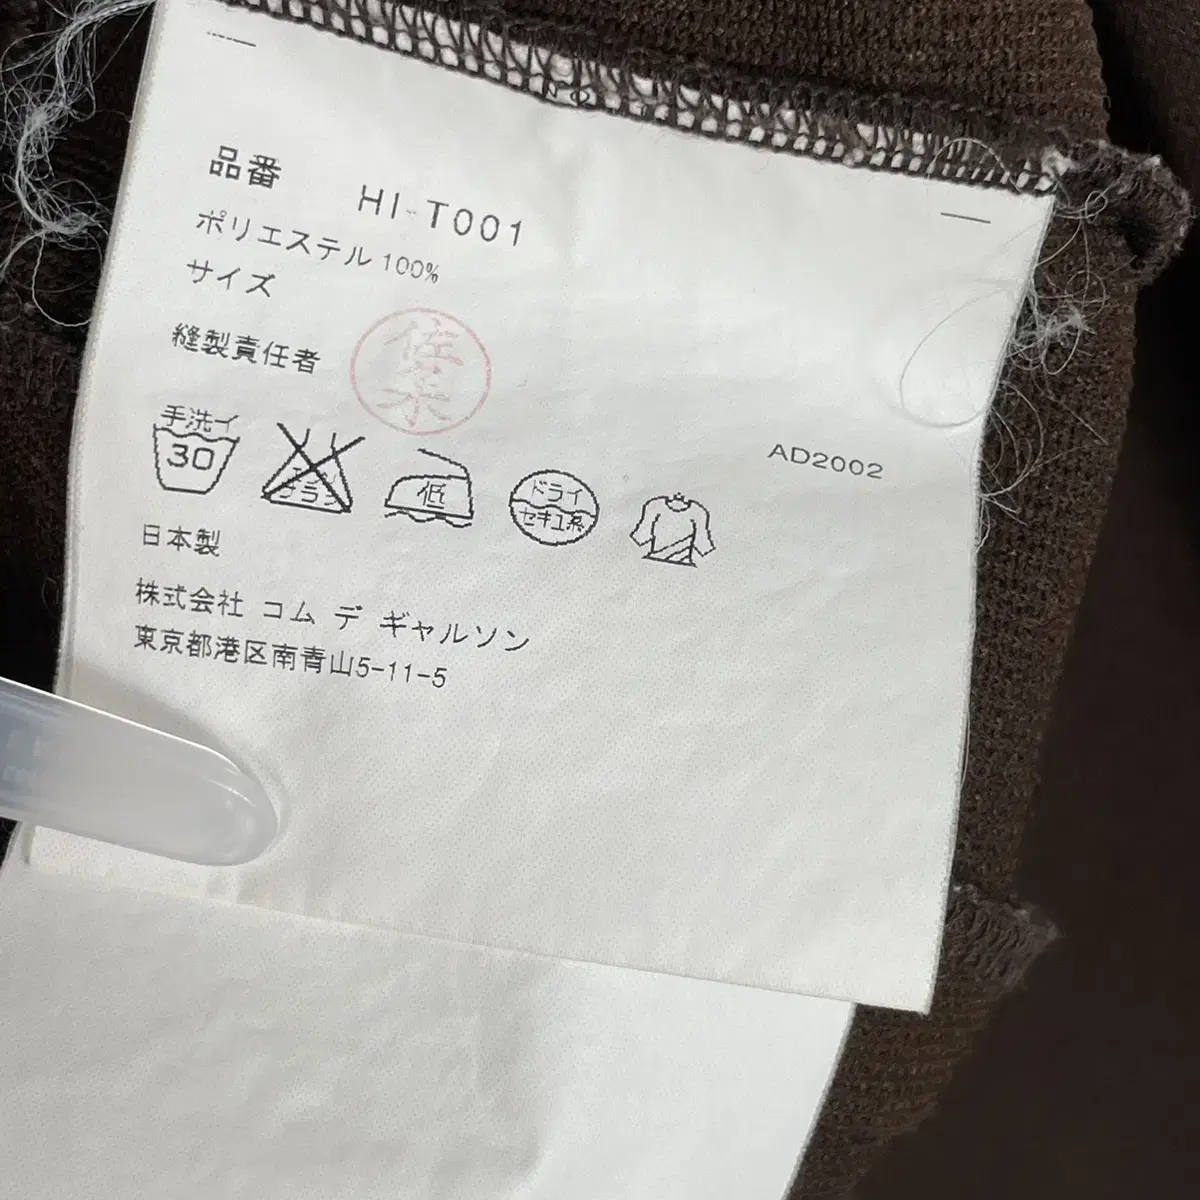 品番 HI-T001
ポリエステル 100%
サイズ
縫製責任者
手洗イ
30
低
ドライ
セキユ系
AD2002
日本製
株式会社 コム デ ギャルソン
東京都港区南青山5-11-5